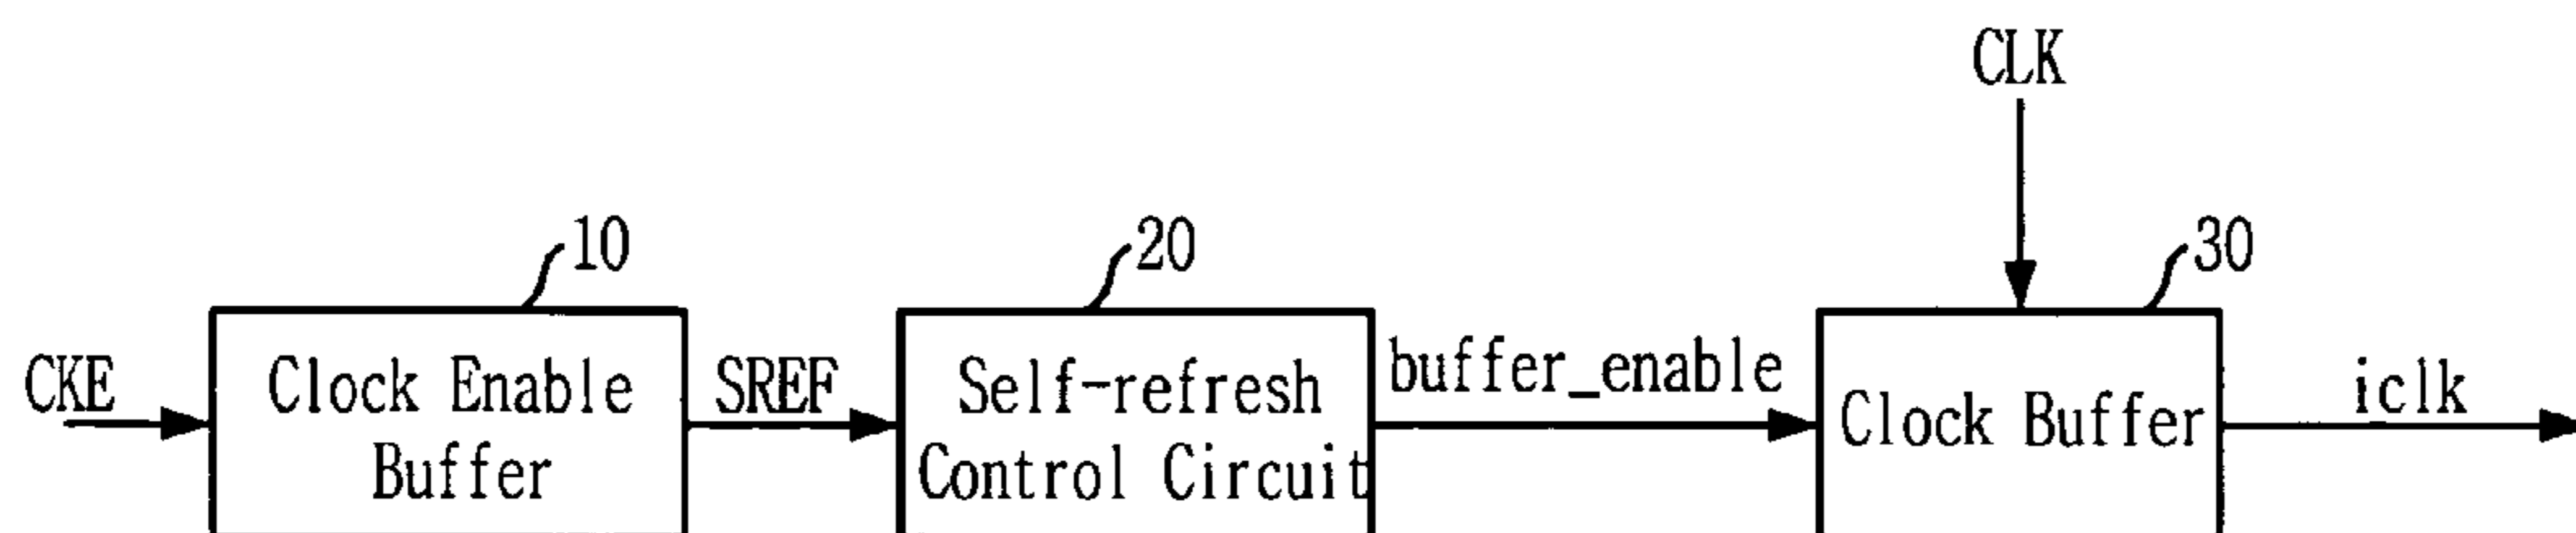 CLK
10
20
30
CKE
Clock Enable
Buffer
SREF
Self-refresh
Control Circuit
buffer_enable
Clock Buffer
iclk